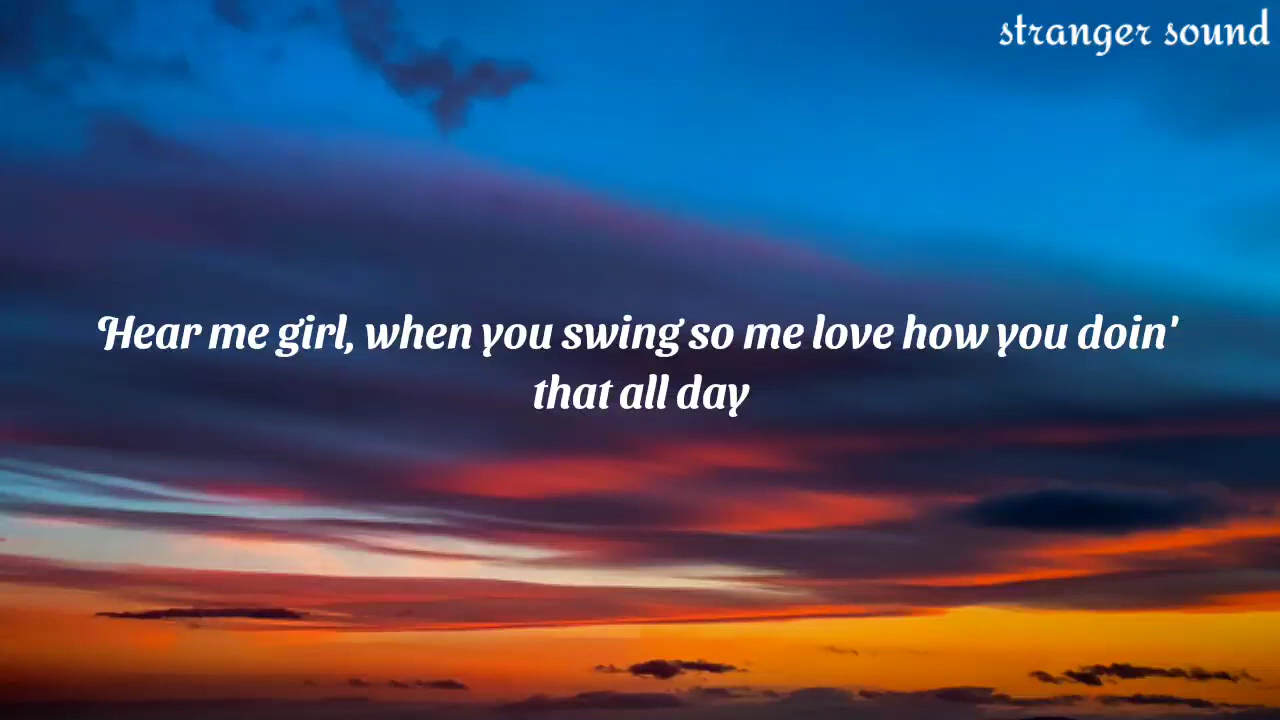 stranger sound
Hear me girl, when you swing so me love how you doin'
that all day